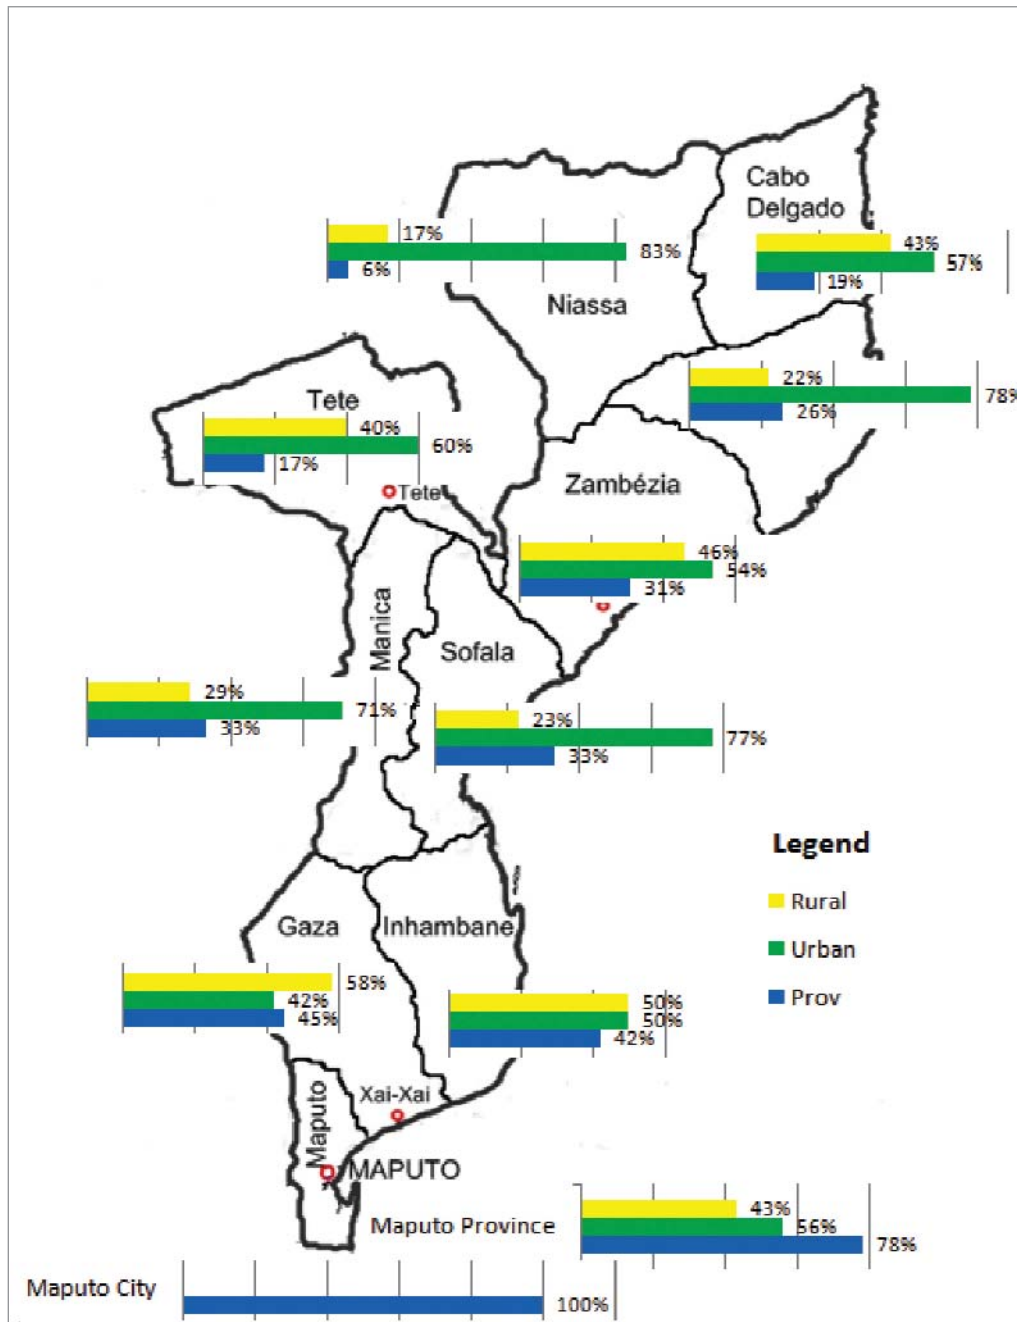 Cabo
Delgado
17%
83%
6%
43%
57%
19%
Niassa
22%
78%
26%
Tete
40%
60%
17%
Tete
Zambézia
46%
54%
31%
Manica
Sofala
29%
71%
33%
23%
77%
33%
Legend
Rural
Urban
Prov
Gaza
Inhambane
58%
42%
45%
50%
50%
42%
Xai-Xai
Maputo
MAPUTO
Maputo Province
43%
56%
78%
Maputo City
100%